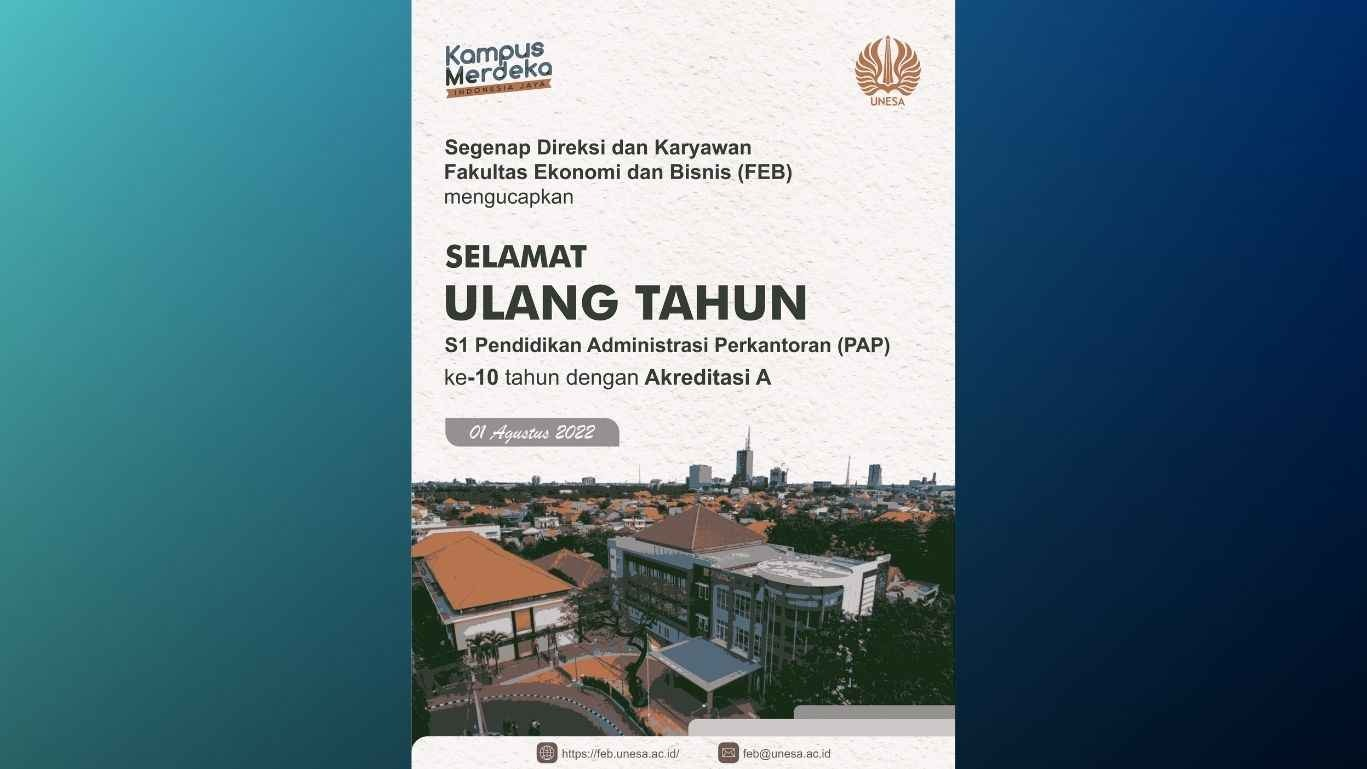 Kampus
Merdeka
INDONESIA JAYA
UNESA
Segenap Direksi dan Karyawan
Fakultas Ekonomi dan Bisnis (FEB)
mengucapkan
SELAMAT
ULANG TAHUN
S1 Pendidikan Administrasi Perkantoran (PAP)
ke-10 tahun dengan Akreditasi A
01 Agustus 2022
https://feb.unesa.ac.id/
feb@unesa.ac.id